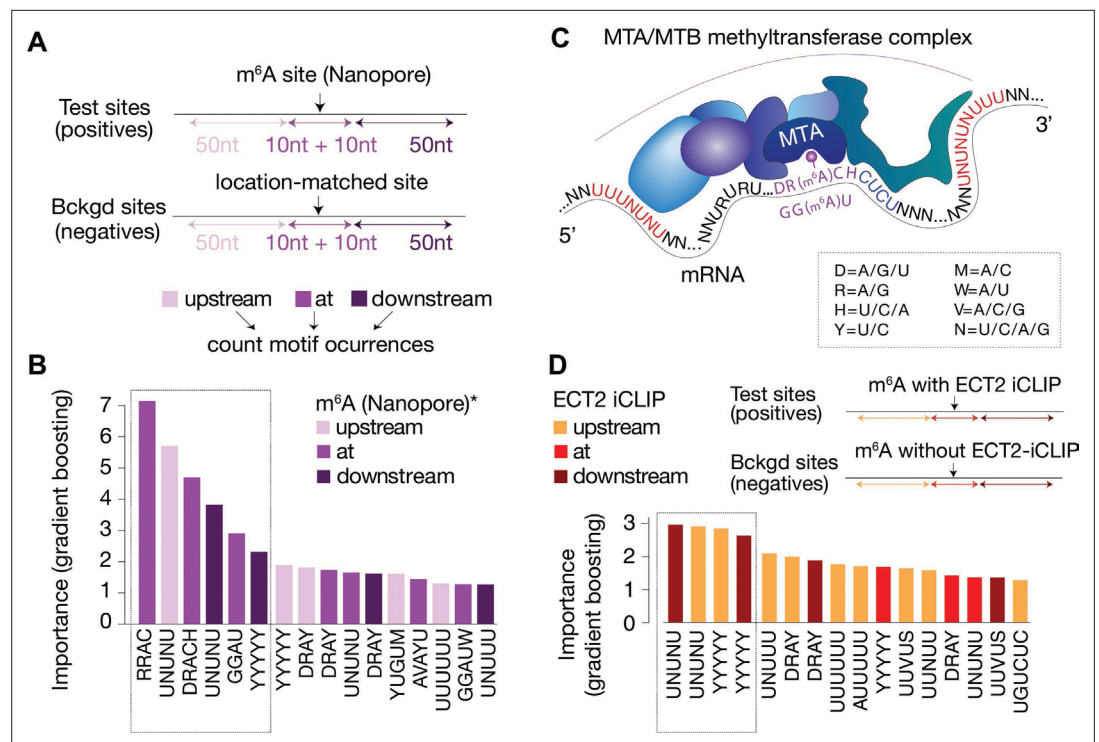 A
m⁶A site (Nanopore)
Test sites
(positives)
50nt 10nt + 10nt 50nt
location-matched site
Bckgd sites
(negatives)
50nt 10nt + 10nt 50nt
upstream at downstream
count motif ocurrences
B
Importance (gradient boosting)
7
6
5
4
3
2
1
0
m⁶A (Nanopore)*
upstream
at
downstream
RRAC
UNUNU
DRACH
UNUNU
GGAU
YYYYY
YYYYY
DRAY
DRAY
UNUNU
DRAY
YUGUM
AVAYU
UUUUUU
GGAUW
UNUUU
C
MTA/MTB methyltransferase complex
MTA
...NNUUUNUNUNN...
NNURURU...DR(m⁶A)CHCUCUNNN...
GG(m⁶A)U
UNUNUNUNUUUNN...
5’
3’
mRNA
D=A/G/U M=A/C
R=A/G W=A/U
H=U/C/A V=A/C/G
Y=U/C N=U/C/A/G
D
ECT2 iCLIP
upstream
at
downstream
Test sites
(positives)
m⁶A with ECT2 iCLIP
Bckgd sites
(negatives)
m⁶A without ECT2-iCLIP
Importance
(gradient boosting)
3
2
1
0
UNUNU
UNUNU
YYYYY
YYYYY
UNUUU
DRAY
DRAY
UUUUUU
AUUUUU
YYYYY
UUVUS
UUNUU
DRAY
UNUNU
UUVUS
UGUCUC